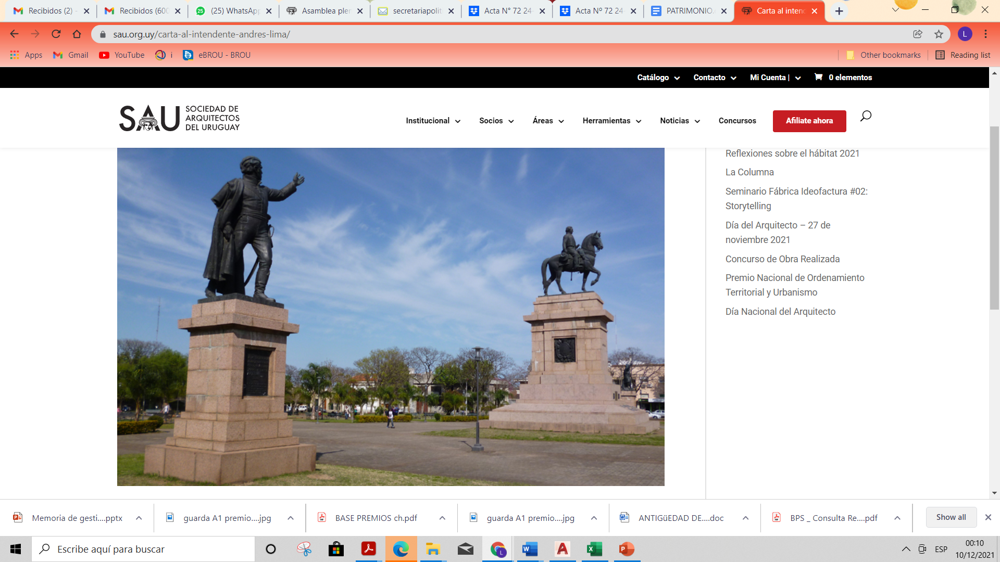 Recibidos (2) -
Recibidos (600
(25) WhatsApp
Asamblea plen
secretariapolit
Acta N° 72 24-
Acta Nº 72 24
PATRIMONIO.
Carta al intend
sau.org.uy/carta-al-intendente-andres-lima/
L
Apps
Gmail
YouTube
i
eBROU - BROU
Other bookmarks
Reading list
Catálogo
Contacto
Mi Cuenta |
0 elementos
SAU
SOCIEDAD DE
ARQUITECTOS
DEL URUGUAY
Institucional
Socios
Áreas
Herramientas
Noticias
Concursos
Afiliate ahora
Reflexiones sobre el hábitat 2021
La Columna
Seminario Fábrica Ideofactura #02:
Storytelling
Día del Arquitecto – 27 de
noviembre 2021
Concurso de Obra Realizada
Premio Nacional de Ordenamiento
Territorial y Urbanismo
Día Nacional del Arquitecto
Memoria de gesti....pptx
guarda A1 premio....jpg
BASE PREMIOS ch.pdf
guarda A1 premio....jpg
ANTIGüEDAD DE....doc
BPS _ Consulta Re....pdf
Show all
Escribe aquí para buscar
ESP
00:10
10/12/2021